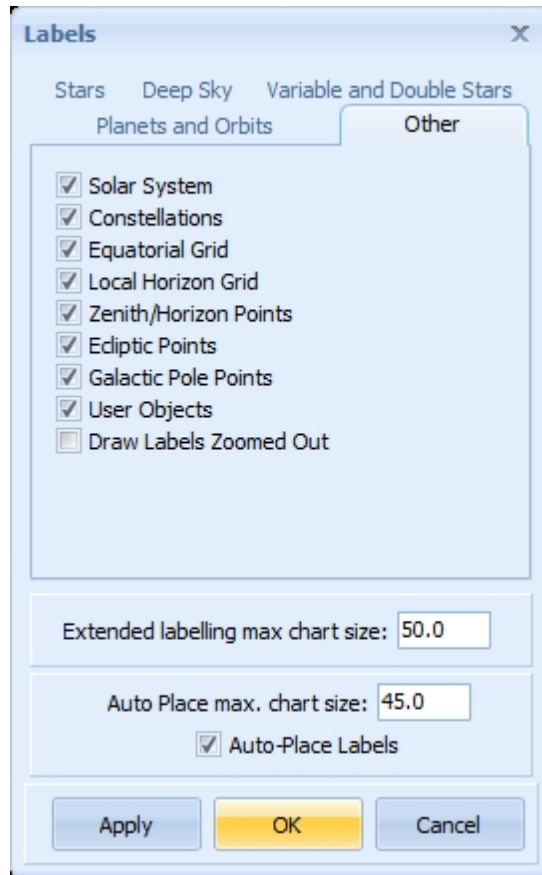 Labels
Stars Deep Sky Variable and Double Stars
Planets and Orbits Other
Solar System
Constellations
Equatorial Grid
Local Horizon Grid
Zenith/Horizon Points
Ecliptic Points
Galactic Pole Points
User Objects
Draw Labels Zoomed Out
Extended labelling max chart size: 50.0
Auto Place max. chart size: 45.0
Auto-Place Labels
Apply OK Cancel